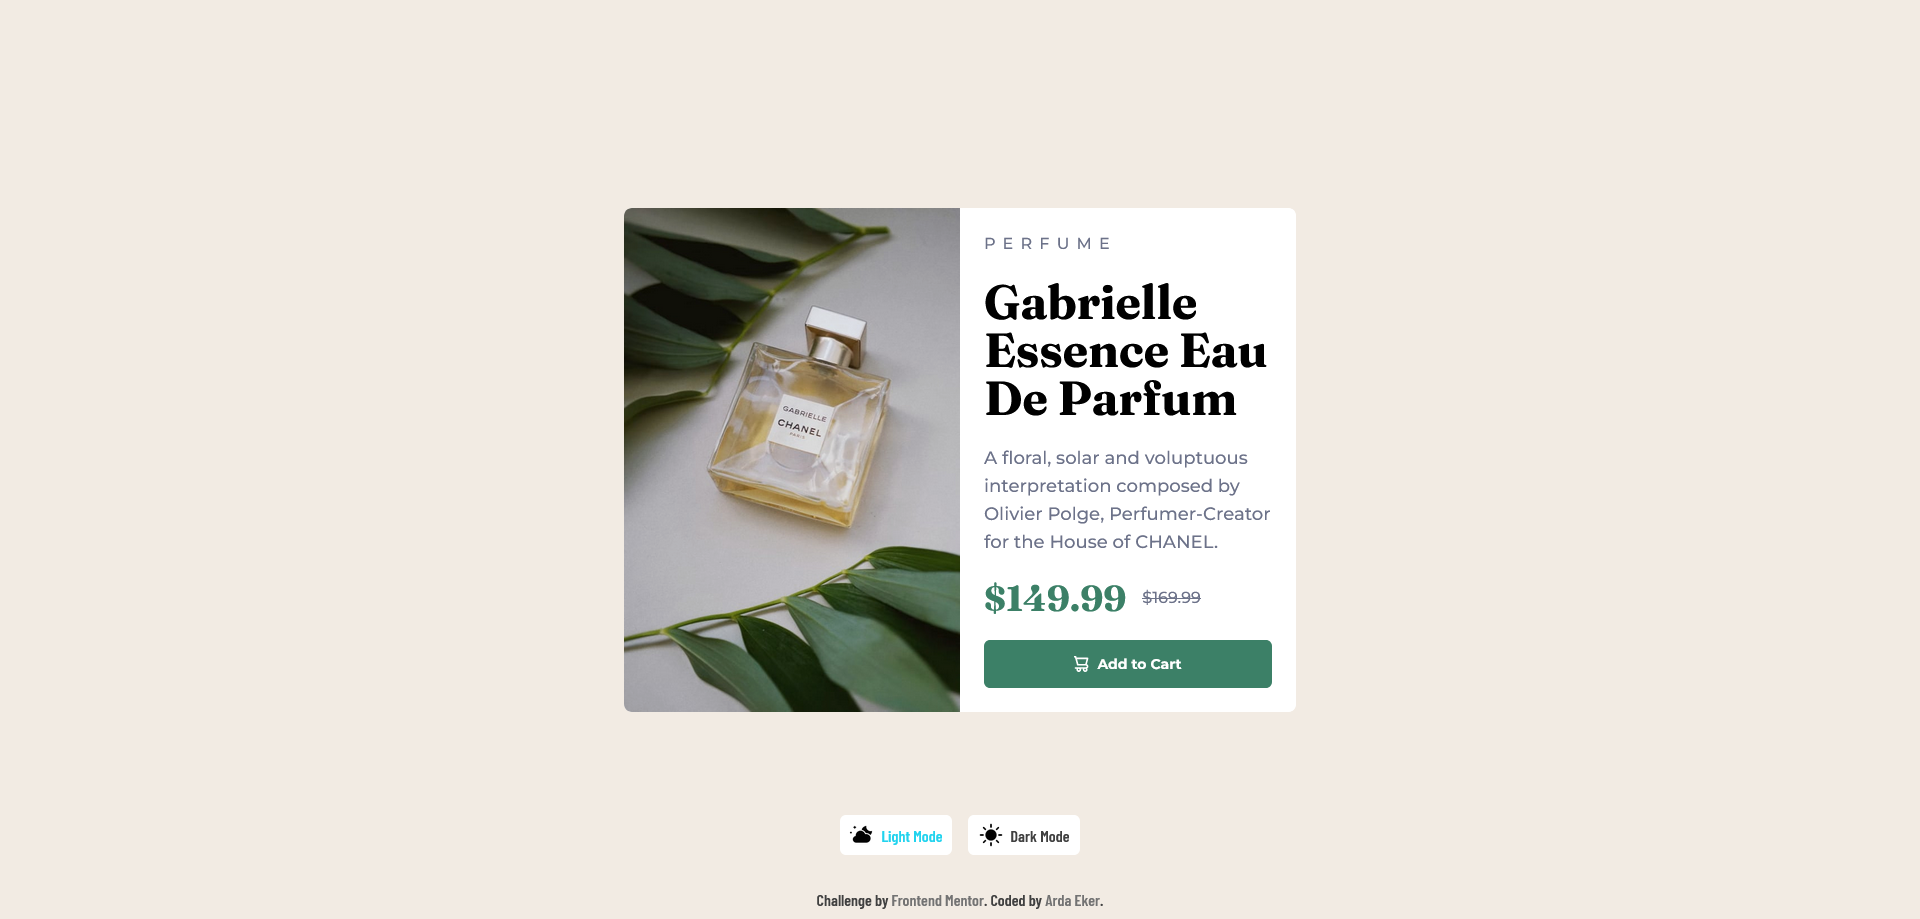 GABRIELLE
CHANEL
PARIS
PERFUME
Gabrielle
Essence Eau
De Parfum
A floral, solar and voluptuous
interpretation composed by
Olivier Polge, Perfumer-Creator
for the House of CHANEL.
$149.99 $169.99
Add to Cart
Light Mode Dark Mode
Challenge by Frontend Mentor. Coded by Arda Eker.